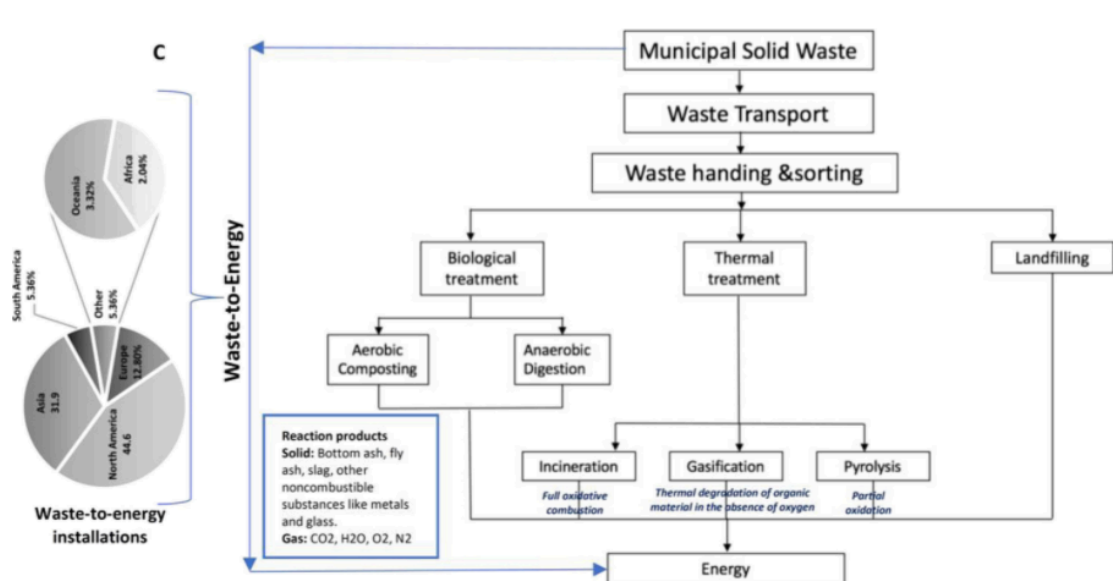 C
Municipal Solid Waste
Waste Transport
Waste handing &sorting
Biological
treatment
Thermal
treatment
Landfilling
Aerobic
Composting
Anaerobic
Digestion
Incineration
Gasification
Pyrolysis
Full oxidative
combustion
Thermal degradation of organic
material in the absence of oxygen
Partial
oxidation
Energy
Waste-to-Energy
Reaction products
Solid: Bottom ash, fly
ash, slag, other
noncombustible
substances like metals
and glass.
Gas: CO2, H2O, O2, N2
Oceania
3.32%
Africa
2.04%
South America
5.36%
Other
5.36%
Europe
12.80%
Asia
31.9
North America
44.6
Waste-to-energy
installations